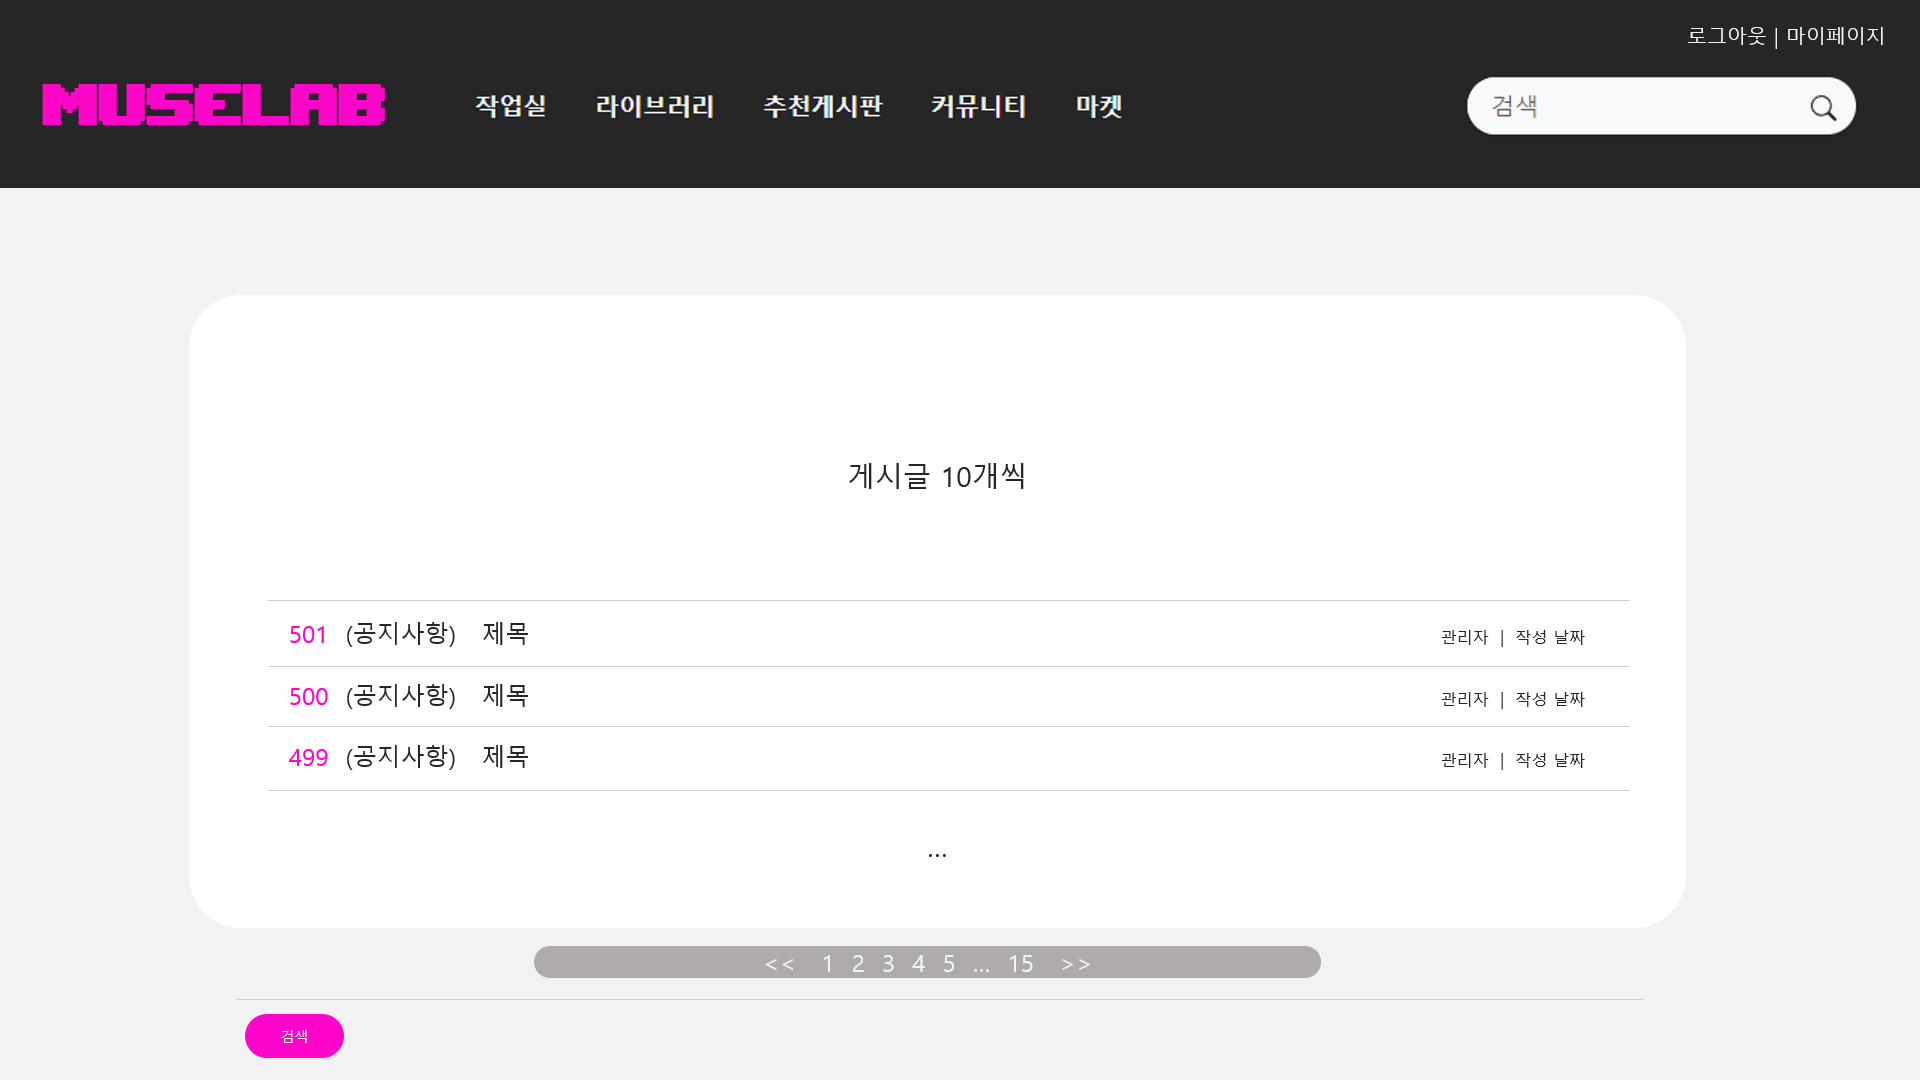 로그아웃 | 마이페이지
MUSELAB 작업실 라이브러리 추천게시판 커뮤니티 마켓 검색
게시글 10개씩
501 (공지사항) 제목 관리자 | 작성 날짜
500 (공지사항) 제목 관리자 | 작성 날짜
499 (공지사항) 제목 관리자 | 작성 날짜
...
<< 1 2 3 4 5 ... 15 >>
검색